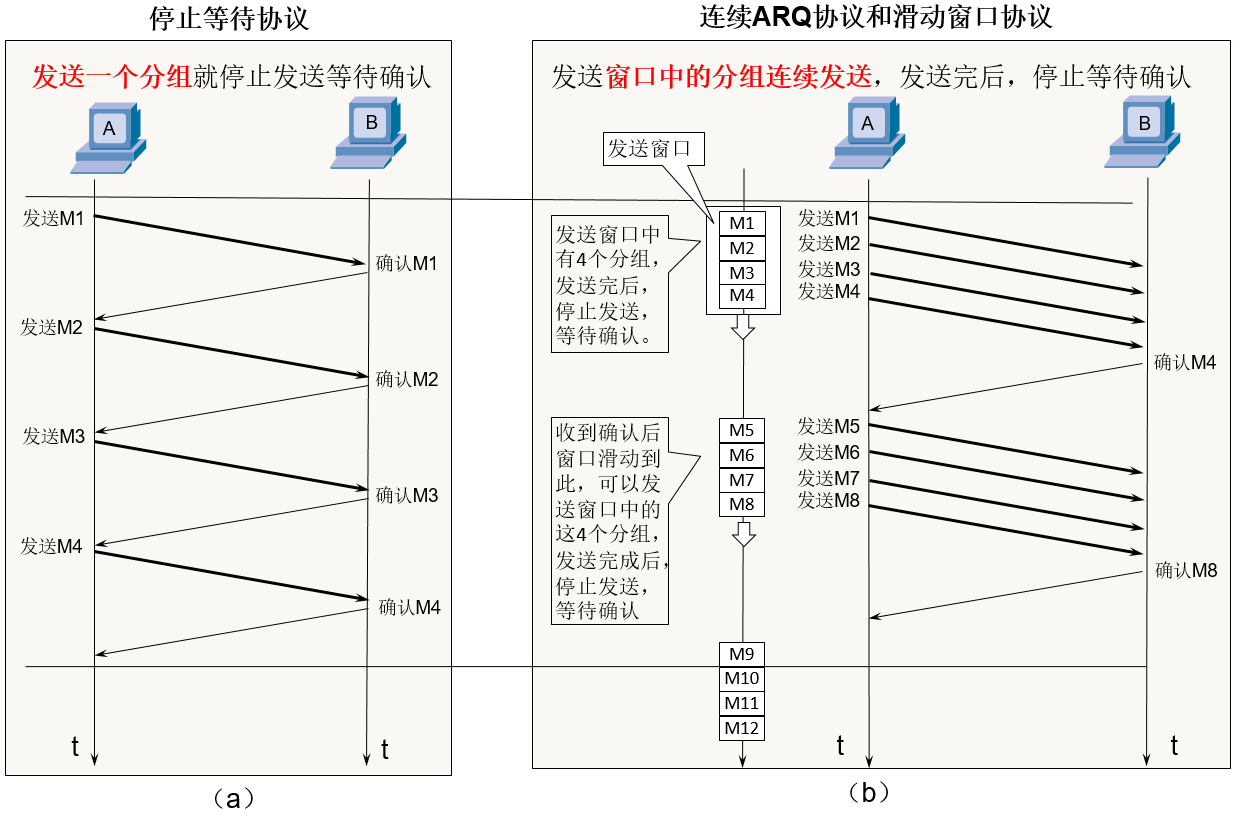 停止等待协议
发送一个分组就停止发送等待确认
A
B
发送M1
确认M1
发送M2
确认M2
发送M3
确认M3
发送M4
确认M4
t
t
（a）
连续ARQ协议和滑动窗口协议
发送窗口中的分组连续发送，发送完后，停止等待确认
A
B
发送窗口
发送窗口中
有4个分组，
发送完后，
停止发送，
等待确认。
M1
M2
M3
M4
发送M1
发送M2
发送M3
发送M4
确认M4
收到确认后
窗口滑动到
此，可以发
送窗口中的
这4个分组，
发送完成后，
停止发送，
等待确认
M5
M6
M7
M8
发送M5
发送M6
发送M7
发送M8
确认M8
M9
M10
M11
M12
t
t
（b）